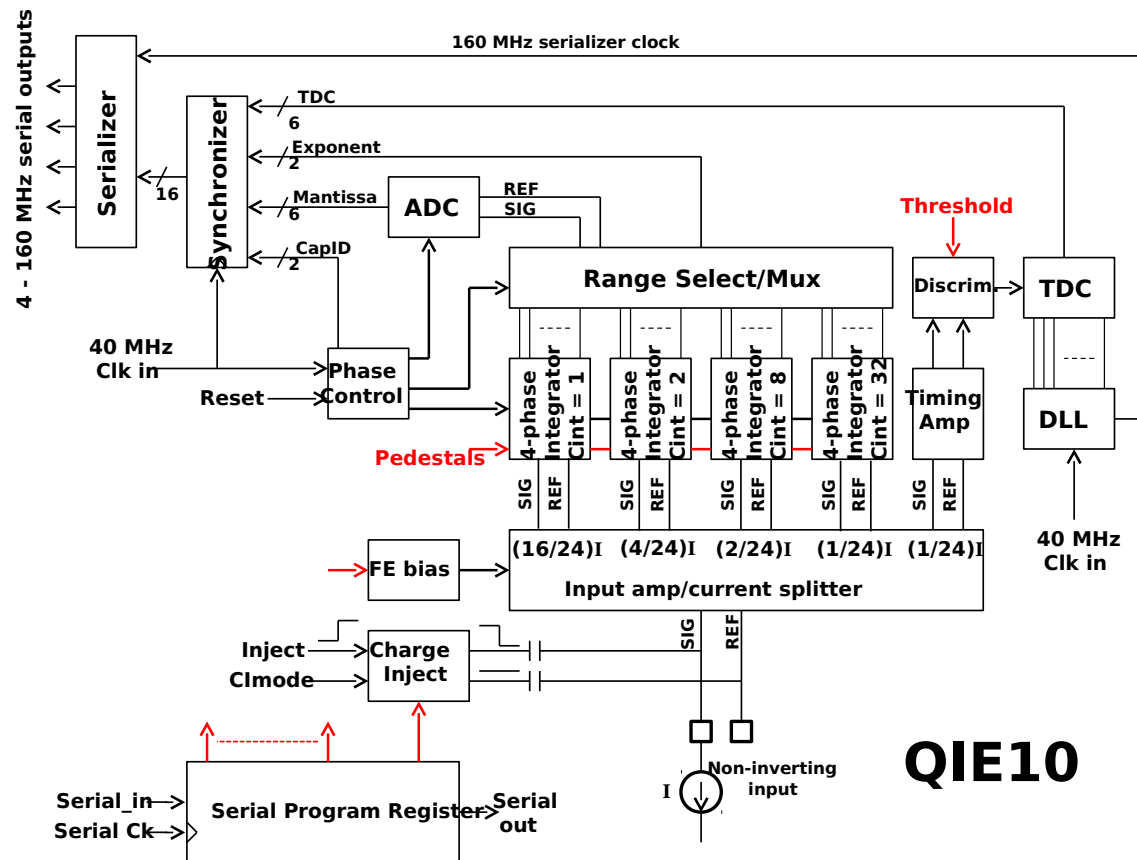 160 MHz serializer clock
4 - 160 MHz serial outputs
Serializer
16
Synchronizer
TDC
6
Exponent
2
Mantissa
6
CapID
2
ADC
REF
SIG
Threshold
Range Select/Mux
Discrim.
TDC
40 MHz
Clk in
Reset
Phase
Control
4-phase
Integrator
Cint = 1
4-phase
Integrator
Cint = 2
4-phase
Integrator
Cint = 8
4-phase
Integrator
Cint = 32
Timing
Amp
DLL
Pedestals
SIG
REF
SIG
REF
SIG
REF
SIG
REF
SIG
REF
40 MHz
Clk in
(16/24)I
(4/24)I
(2/24)I
(1/24)I
(1/24)I
Input amp/current splitter
FE bias
SIG
REF
Inject
CImode
Charge
Inject
Non-inverting
input
I
QIE10
Serial_in
Serial Ck
Serial Program Register
Serial
out